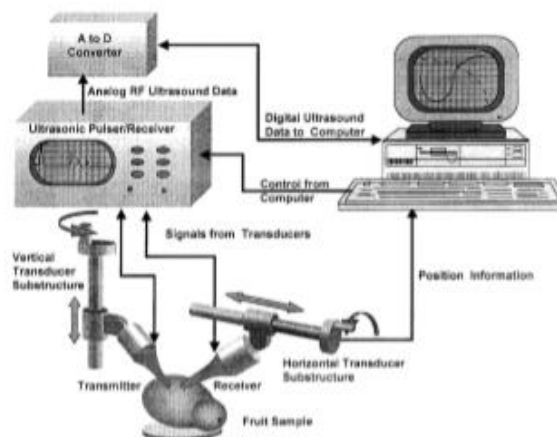 A to D
Converter
Analog RF Ultrasound Data
Ultrasonic Pulser/Receiver
Digital Ultrasound
Data to Computer
Control from
Computer
Signals from Transducers
Vertical
Transducer
Substructure
Position Information
Horizontal Transducer
Substructure
Transmitter
Receiver
Fruit Sample